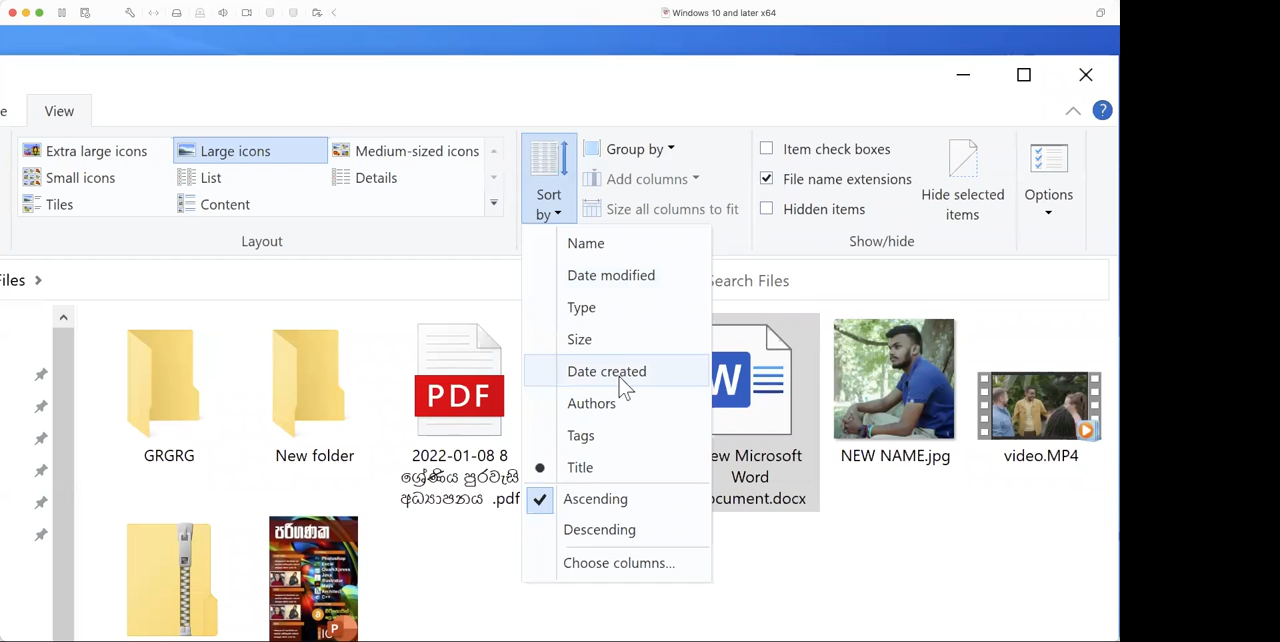 Windows 10 and later x64
e
View
?
Extra large icons
Large icons
Medium-sized icons
Small icons
List
Details
Tiles
Content
Layout
Sort
by
Group by
Add columns
Size all columns to fit
Item check boxes
File name extensions
Hidden items
Hide selected
items
Options
Show/hide
Files
Search Files
Name
Date modified
Type
Size
Date created
Authors
Tags
Title
Ascending
Descending
Choose columns...
GRGRG
New folder
PDF
2022-01-08 8
ශ්‍රේණිය පුරවැසි
අධ්‍යාපනය .pdf
W
ew Microsoft
Word
ocument.docx
NEW NAME.jpg
video.MP4
පරිගණක
P